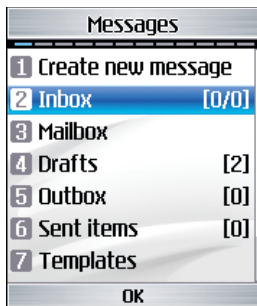 Messages
1 Create new message
2 Inbox [0/0]
3 Mailbox
4 Drafts [2]
5 Outbox [0]
6 Sent items [0]
7 Templates
OK